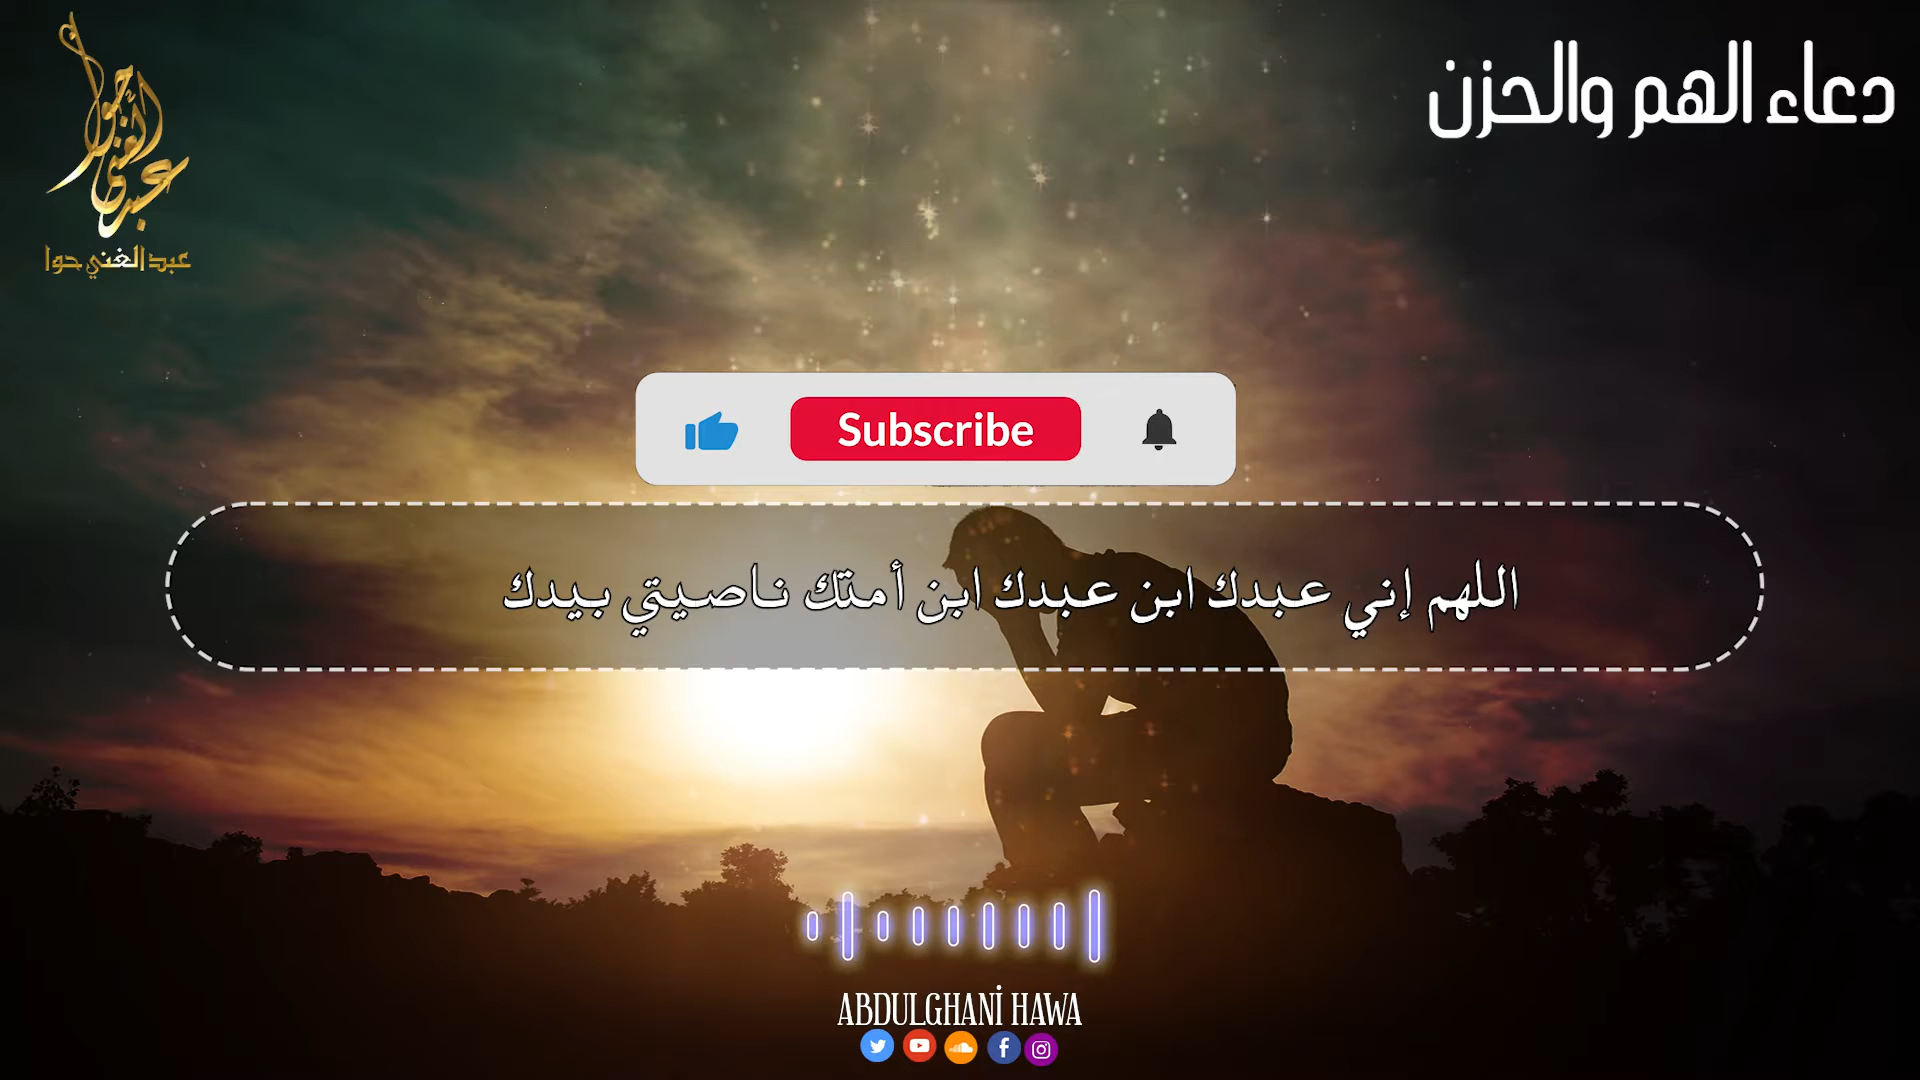 دعاء الهم والحزن
عبد الغني حوا
Subscribe
اللهم إني عبدك ابن عبدك ابن أمتك ناصيتي بيدك
ABDULGHANİ HAWA